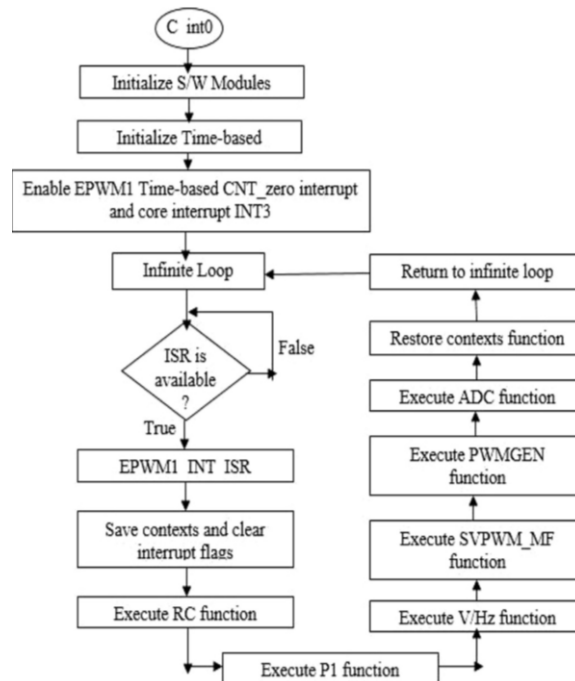 C int0
Initialize S/W Modules
Initialize Time-based
Enable EPWM1 Time-based CNT_zero interrupt
and core interrupt INT3
Infinite Loop
ISR is
available
?
False
True
EPWM1 INT ISR
Save contexts and clear
interrupt flags
Execute RC function
Execute P1 function
Execute V/Hz function
Execute SVPWM_MF
function
Execute PWMGEN
function
Execute ADC function
Restore contexts function
Return to infinite loop